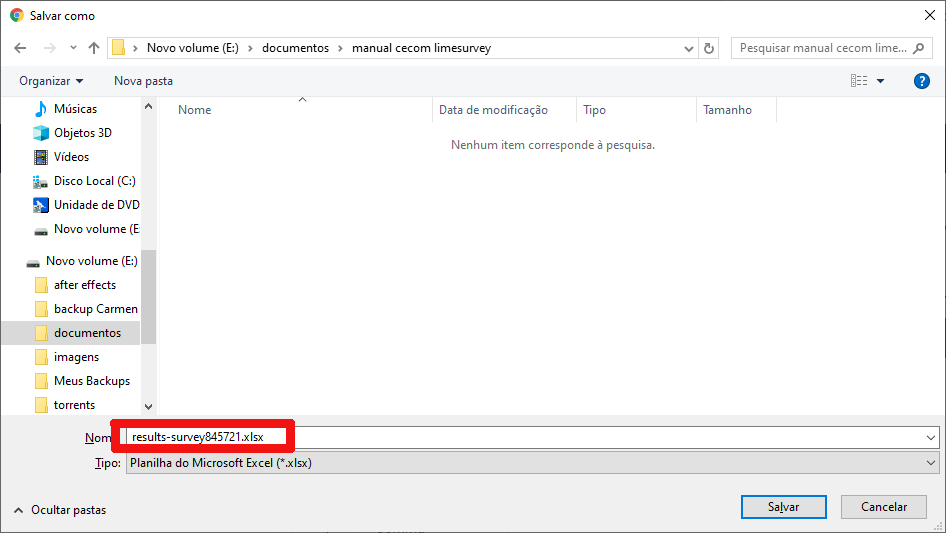 Salvar como
Novo volume (E:) documentos manual cecom limesurvey
Pesquisar manual cecom lime...
Organizar Nova pasta
Nome Data de modificação Tipo Tamanho
Nenhum item corresponde à pesquisa.
Músicas
Objetos 3D
Vídeos
Disco Local (C:)
Unidade de DVD
Novo volume (E:
Novo volume (E:)
after effects
backup Carmen
documentos
imagens
Meus Backups
torrents
Nom results-survey845721.xlsx
Tipo: Planilha do Microsoft Excel (*.xlsx)
Ocultar pastas
Salvar Cancelar